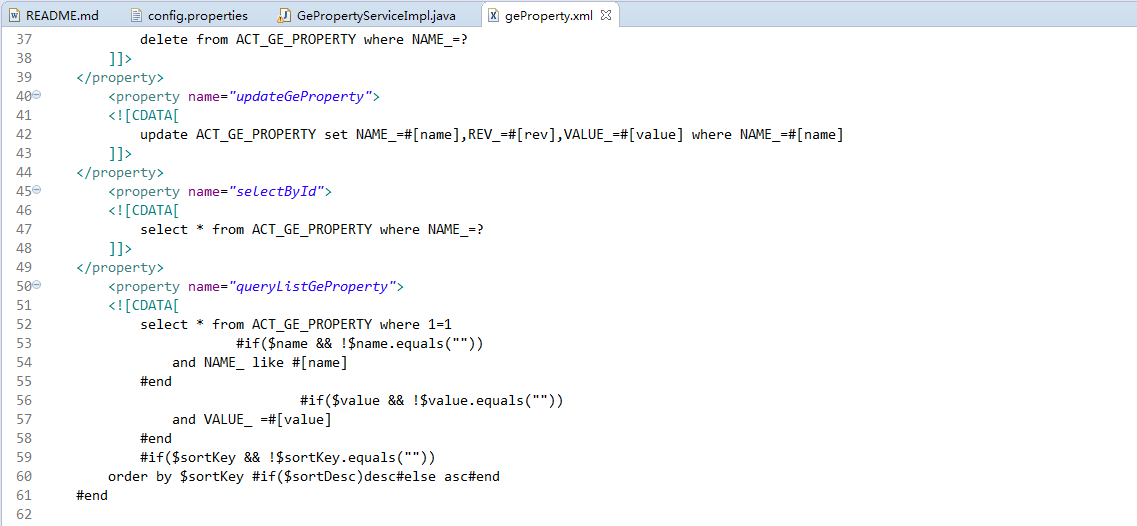 README.md config.properties GePropertyServiceImpl.java geProperty.xml
37 delete from ACT_GE_PROPERTY where NAME_=?
38 ]]>
39 </property>
40 <property name="updateGeProperty">
41 <![CDATA[
42 update ACT_GE_PROPERTY set NAME_=#[name],REV_=#[rev],VALUE_=#[value] where NAME_=#[name]
43 ]]>
44 </property>
45 <property name="selectById">
46 <![CDATA[
47 select * from ACT_GE_PROPERTY where NAME_=?
48 ]]>
49 </property>
50 <property name="queryListGeProperty">
51 <![CDATA[
52 select * from ACT_GE_PROPERTY where 1=1
53 #if($name && !$name.equals(""))
54 and NAME_ like #[name]
55 #end
56 #if($value && !$value.equals(""))
57 and VALUE_ =#[value]
58 #end
59 #if($sortKey && !$sortKey.equals(""))
60 order by $sortKey #if($sortDesc)desc#else asc#end
61 #end
62